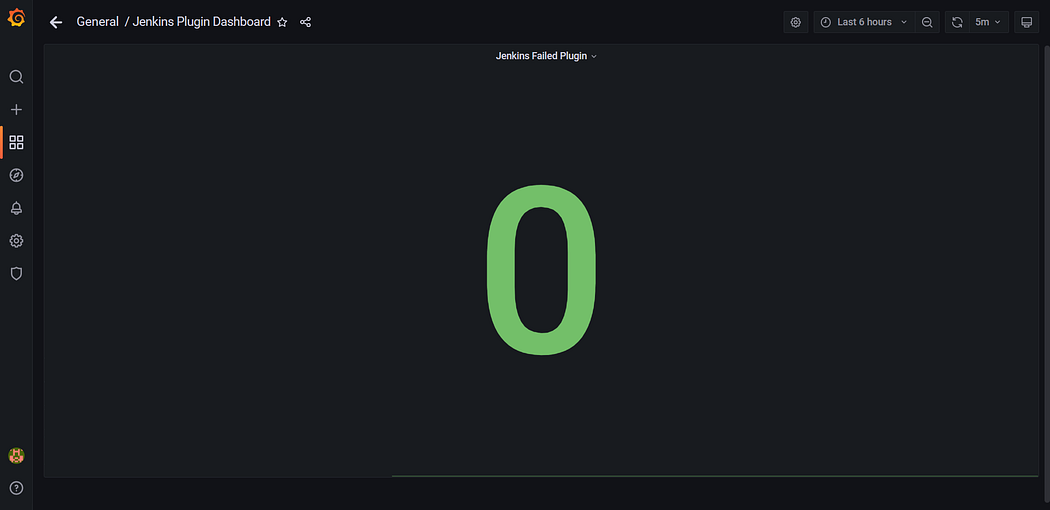 General / Jenkins Plugin Dashboard
Last 6 hours
5m
Jenkins Failed Plugin
0